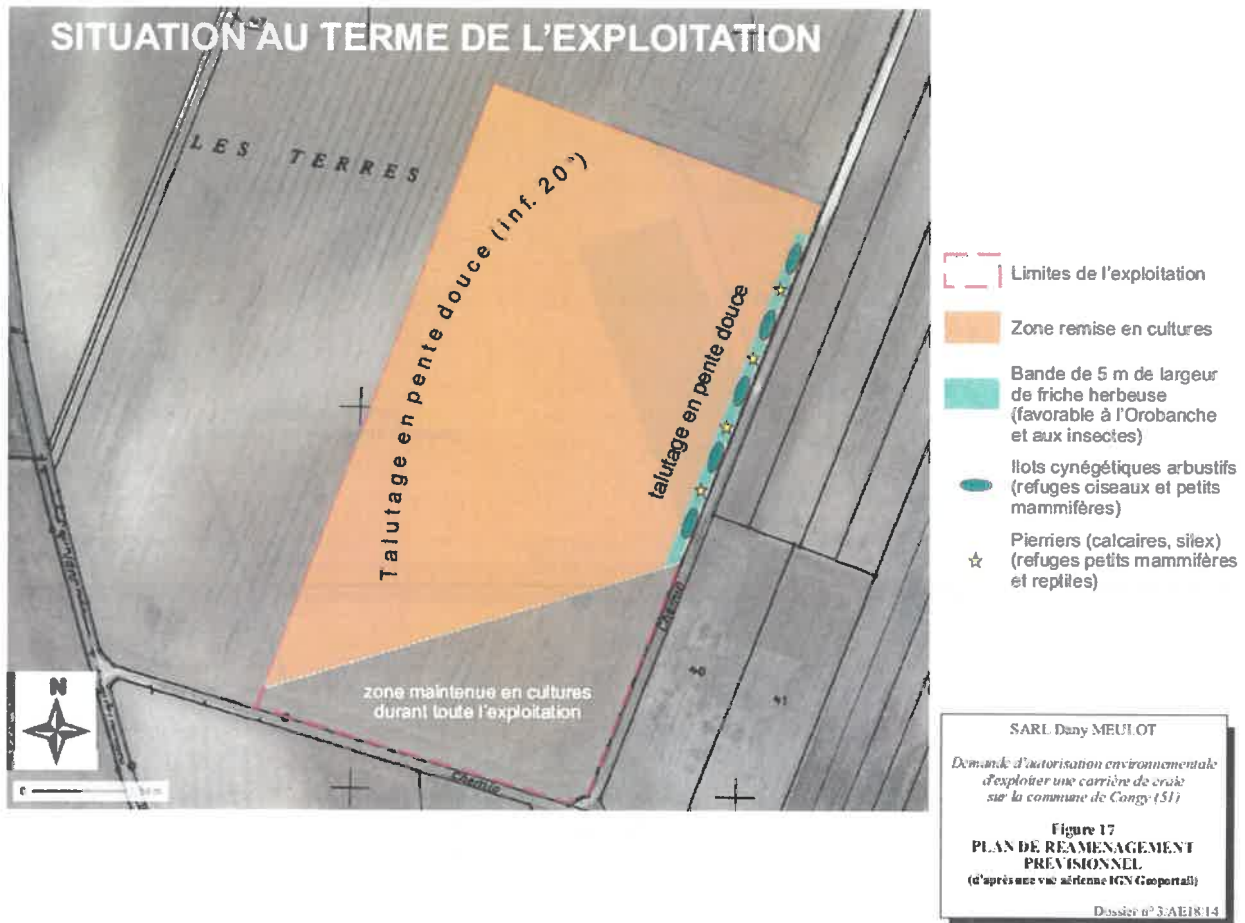 SITUATION AU TERME DE L'EXPLOITATION
LES TERRES
Talutage en pente douce (inf. 20°)
talutage en pente douce
Chemin
40
41
zone maintenue en cultures
durant toute l'exploitation
Chemin
N
0
Limites de l'exploitation
Zone remise en cultures
Bande de 5 m de largeur
de friche herbeuse
(favorable à l'Orobanche
et aux insectes)
Ilots cynégétiques arbustifs
(refuges oiseaux et petits
mammifères)
Pierriers (calcaires, silex)
(refuges petits mammifères
et reptiles)
SARL Dany MEULOT
Demande d'autorisation environnementale
d'exploiter une carrière de craie
sur la commune de Congy (51)
Figure 17
PLAN DE REAMENAGEMENT
PREVISIONNEL
(d'après une vue aérienne IGN Géoportail)
Dossier n° 3/AE18/14